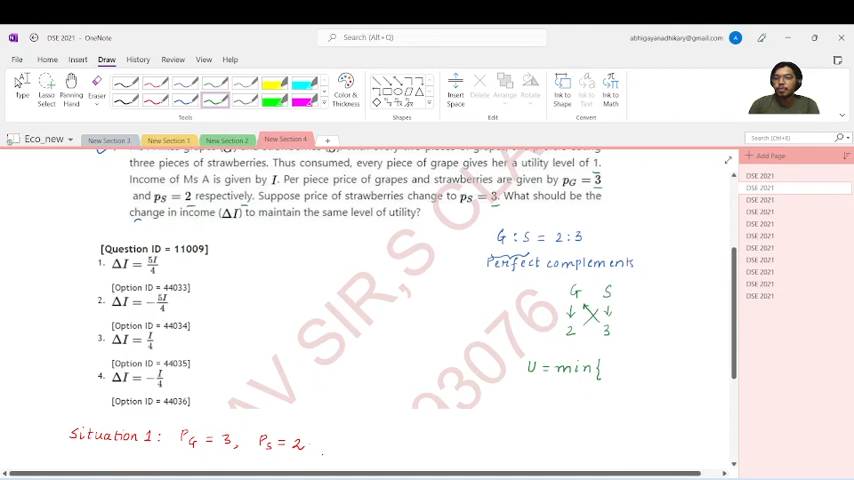 DSE 2021 - OneNote
Search (Alt+Q)
abhigayanadhikary@gmail.com
A
File Home Insert Draw History Review View Help
Type
Lasso Select
Panning Hand
Eraser
Color & Thickness
Insert Space
Delete
Arrange
Rotate
Ink to Shape
Ink to Text
Ink to Math
Tools
Shapes
Edit
Convert
Eco_new
New Section 1
New Section 2
New Section 3
New Section 4
+
Search (Ctrl+E)
Add Page
DSE 2021
DSE 2021
DSE 2021
DSE 2021
DSE 2021
DSE 2021
DSE 2021
DSE 2021
DSE 2021
DSE 2021
DSE 2021
three pieces of strawberries. Thus consumed, every piece of grape gives her a utility level of 1.
Income of Ms A is given by I. Per piece price of grapes and strawberries are given by pG = 3
and pS = 2 respectively. Suppose price of strawberries change to pS = 3. What should be the
change in income (ΔI) to maintain the same level of utility?
[Question ID = 11009]
1. ΔI = 5I/4
[Option ID = 44033]
2. ΔI = −5I/4
[Option ID = 44034]
3. ΔI = I/4
[Option ID = 44035]
4. ΔI = −I/4
[Option ID = 44036]
G : S = 2 : 3
Perfect complements
G S
2 3
U = min{
Situation 1: PG = 3, PS = 2
AV SIR,S CLA
93076